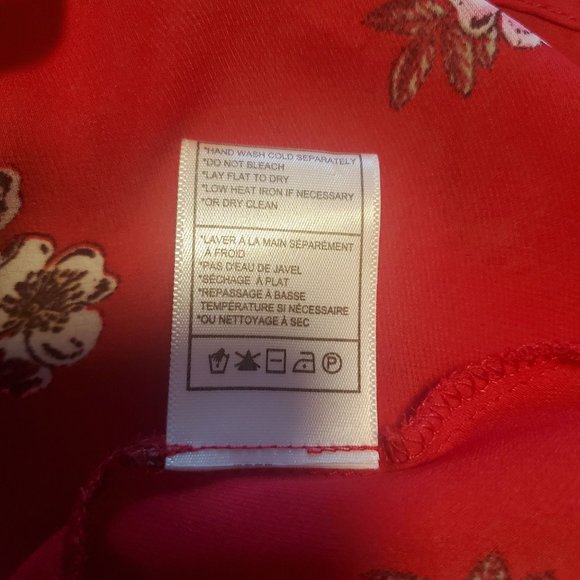 *HAND WASH COLD SEPARATELY
*DO NOT BLEACH
*LAY FLAT TO DRY
*LOW HEAT IRON IF NECESSARY
*OR DRY CLEAN
*LAVER A LA MAIN SÉPARÉMENT
À FROID
*PAS D'EAU DE JAVEL
*SÉCHAGE À PLAT
*REPASSAGE À BASSE
TEMPÉRATURE SI NÉCESSAIRE
*OU NETTOYAGE À SEC
P